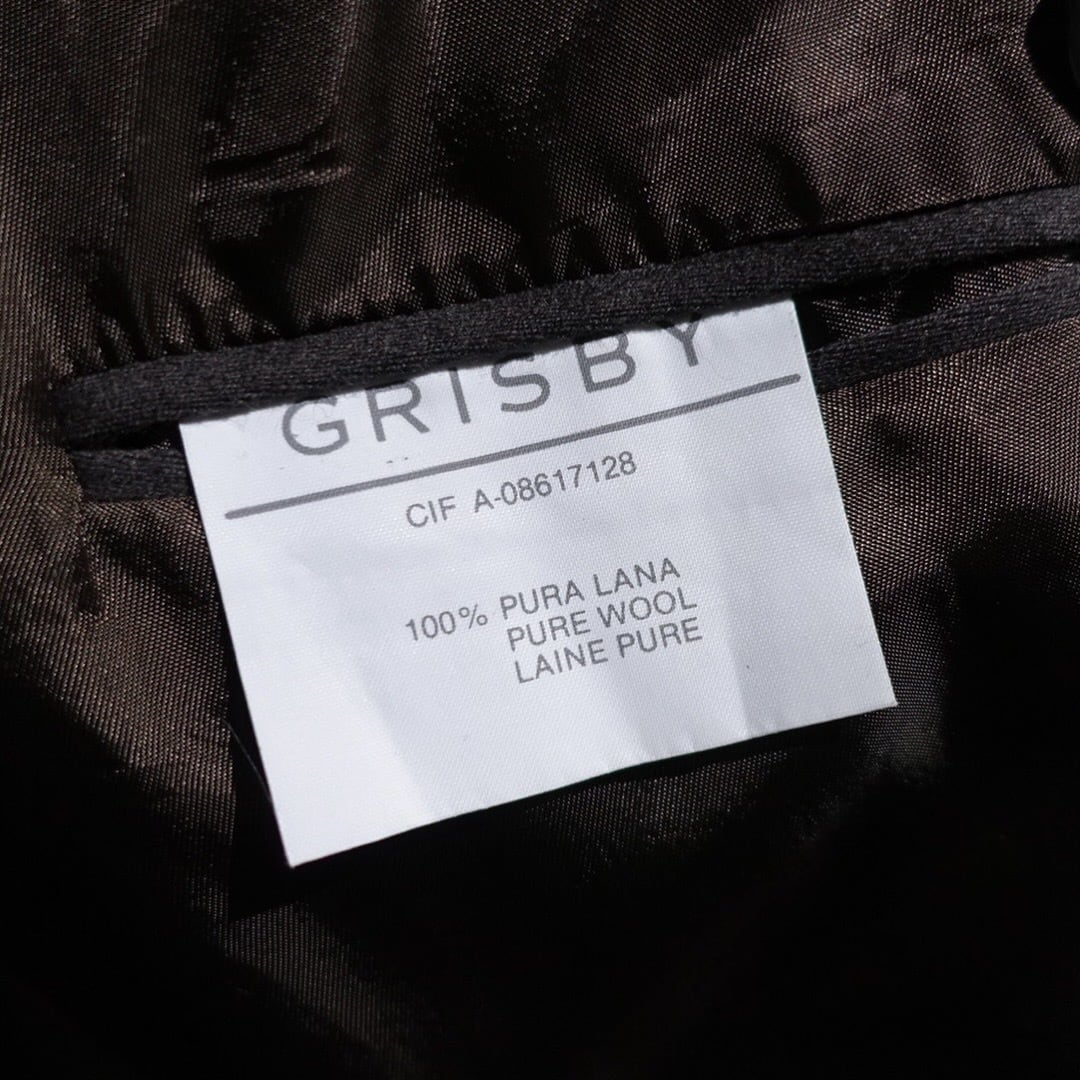 GRISBY
CIF A-08617128
100% PURA LANA
PURE WOOL
LAINE PURE